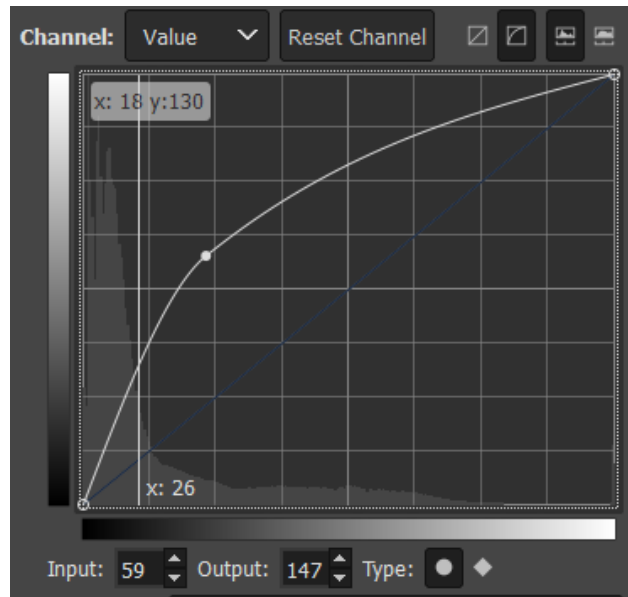 Channel: Value Reset Channel
x: 18 y:130
x: 26
Input: 59 Output: 147 Type: